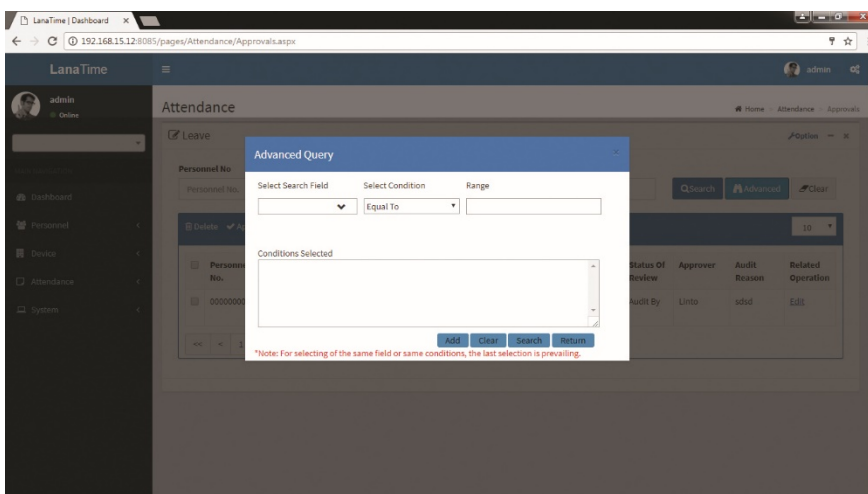 LanaTime | Dashboard
192.168.15.12:8085/pages/Attendance/Approvals.aspx
LanaTime
admin
admin
Online
Attendance
Home > Attendance > Approvals
Leave
Option
Personnel No
Personnel No.
Search
Advanced
Clear
Dashboard
Personnel
Device
Attendance
System
Delete
10
Advanced Query
Select Search Field Select Condition Range
Equal To
Conditions Selected
Add Clear Search Return
*Note: For selecting of the same field or same conditions, the last selection is prevailing.
No.
Status Of Review
Approver
Audit Reason
Related Operation
Audit By
Linto
sdsd
Edit
<< < 1